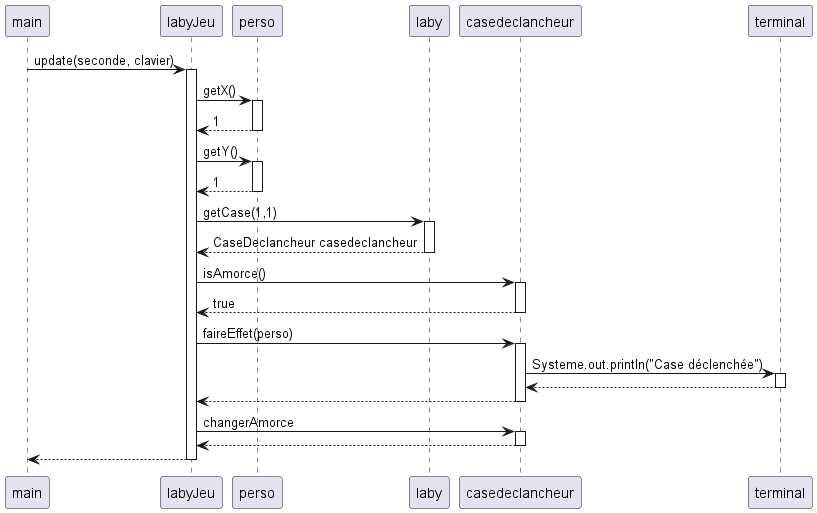 main labyJeu perso laby casedeclancheur terminal
update(seconde, clavier)
getX()
1
getY()
1
getCase(1,1)
CaseDeclancheur casedeclancheur
isAmorce()
true
faireEffet(perso)
Systeme.out.println("Case déclenchée")
changerAmorce
main labyJeu perso laby casedeclancheur terminal